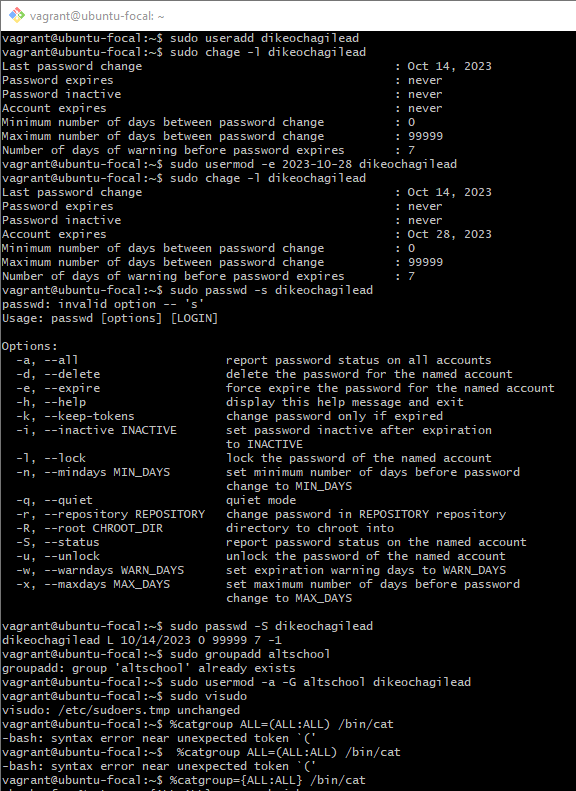 vagrant@ubuntu-focal: ~
vagrant@ubuntu-focal:~$ sudo useradd dikeochagilead
vagrant@ubuntu-focal:~$ sudo chage -l dikeochagilead
Last password change : Oct 14, 2023
Password expires : never
Password inactive : never
Account expires : never
Minimum number of days between password change : 0
Maximum number of days between password change : 99999
Number of days of warning before password expires : 7
vagrant@ubuntu-focal:~$ sudo usermod -e 2023-10-28 dikeochagilead
vagrant@ubuntu-focal:~$ sudo chage -l dikeochagilead
Last password change : Oct 14, 2023
Password expires : never
Password inactive : never
Account expires : Oct 28, 2023
Minimum number of days between password change : 0
Maximum number of days between password change : 99999
Number of days of warning before password expires : 7
vagrant@ubuntu-focal:~$ sudo passwd -s dikeochagilead
passwd: invalid option -- 's'
Usage: passwd [options] [LOGIN]
Options:
-a, --all report password status on all accounts
-d, --delete delete the password for the named account
-e, --expire force expire the password for the named account
-h, --help display this help message and exit
-k, --keep-tokens change password only if expired
-i, --inactive INACTIVE set password inactive after expiration
to INACTIVE
-l, --lock lock the password of the named account
-n, --mindays MIN_DAYS set minimum number of days before password
change to MIN_DAYS
-q, --quiet quiet mode
-r, --repository REPOSITORY change password in REPOSITORY repository
-R, --root CHROOT_DIR directory to chroot into
-S, --status report password status on the named account
-u, --unlock unlock the password of the named account
-w, --warndays WARN_DAYS set expiration warning days to WARN_DAYS
-x, --maxdays MAX_DAYS set maximum number of days before password
change to MAX_DAYS
vagrant@ubuntu-focal:~$ sudo passwd -S dikeochagilead
dikeochagilead L 10/14/2023 0 99999 7 -1
vagrant@ubuntu-focal:~$ sudo groupadd altschool
groupadd: group 'altschool' already exists
vagrant@ubuntu-focal:~$ sudo usermod -a -G altschool dikeochagilead
vagrant@ubuntu-focal:~$ sudo visudo
visudo: /etc/sudoers.tmp unchanged
vagrant@ubuntu-focal:~$ %catgroup ALL=(ALL:ALL) /bin/cat
-bash: syntax error near unexpected token `('
vagrant@ubuntu-focal:~$  %catgroup ALL=(ALL:ALL) /bin/cat
-bash: syntax error near unexpected token `('
vagrant@ubuntu-focal:~$ %catgroup={ALL:ALL} /bin/cat